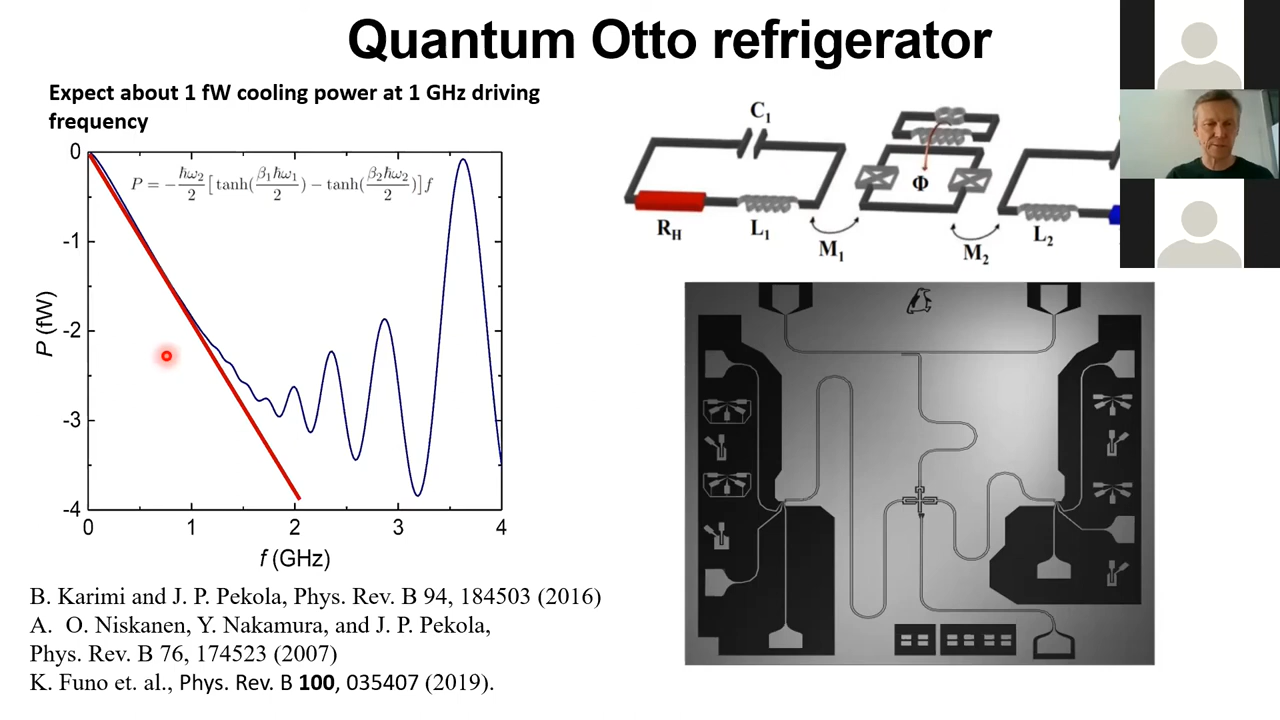 Quantum Otto refrigerator
Expect about 1 fW cooling power at 1 GHz driving
frequency
P = −ħω₂/2 [tanh(β₁ħω₁/2) − tanh(β₂ħω₂/2)] f
0
-1
-2
-3
-4
P (fW)
0 1 2 3 4
f (GHz)
C₁
Φ
R_H
L₁
M₁
M₂
L₂
B. Karimi and J. P. Pekola, Phys. Rev. B 94, 184503 (2016)
A. O. Niskanen, Y. Nakamura, and J. P. Pekola,
Phys. Rev. B 76, 174523 (2007)
K. Funo et. al., Phys. Rev. B 100, 035407 (2019).